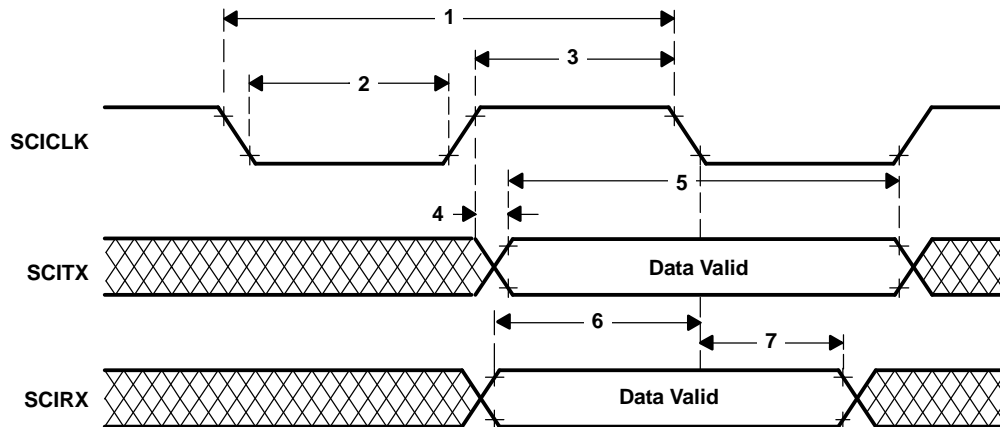 1
3
2
SCICLK
5
4
SCITX
Data Valid
6
7
SCIRX
Data Valid